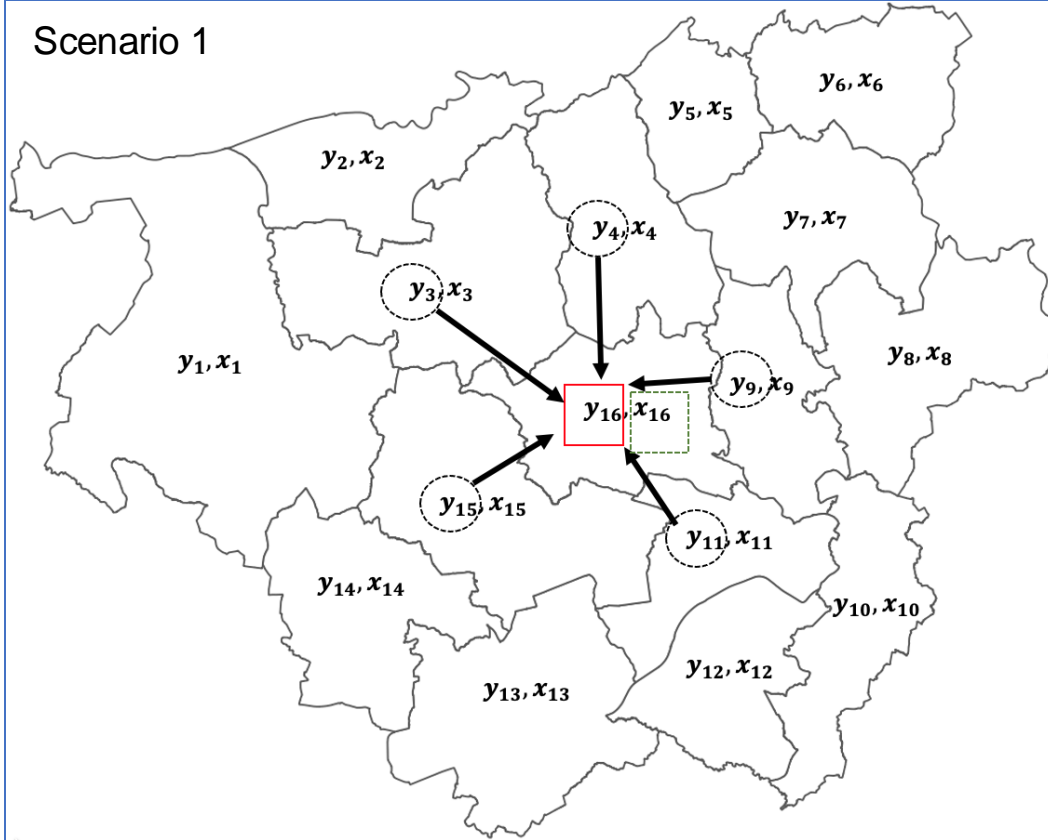 Scenario 1
y₆, x₆
y₅, x₅
y₂, x₂
y₇, x₇
y₄, x₄
y₃, x₃
y₁, x₁
y₈, x₈
y₉, x₉
y₁₆, x₁₆
y₁₅, x₁₅
y₁₁, x₁₁
y₁₄, x₁₄
y₁₀, x₁₀
y₁₂, x₁₂
y₁₃, x₁₃